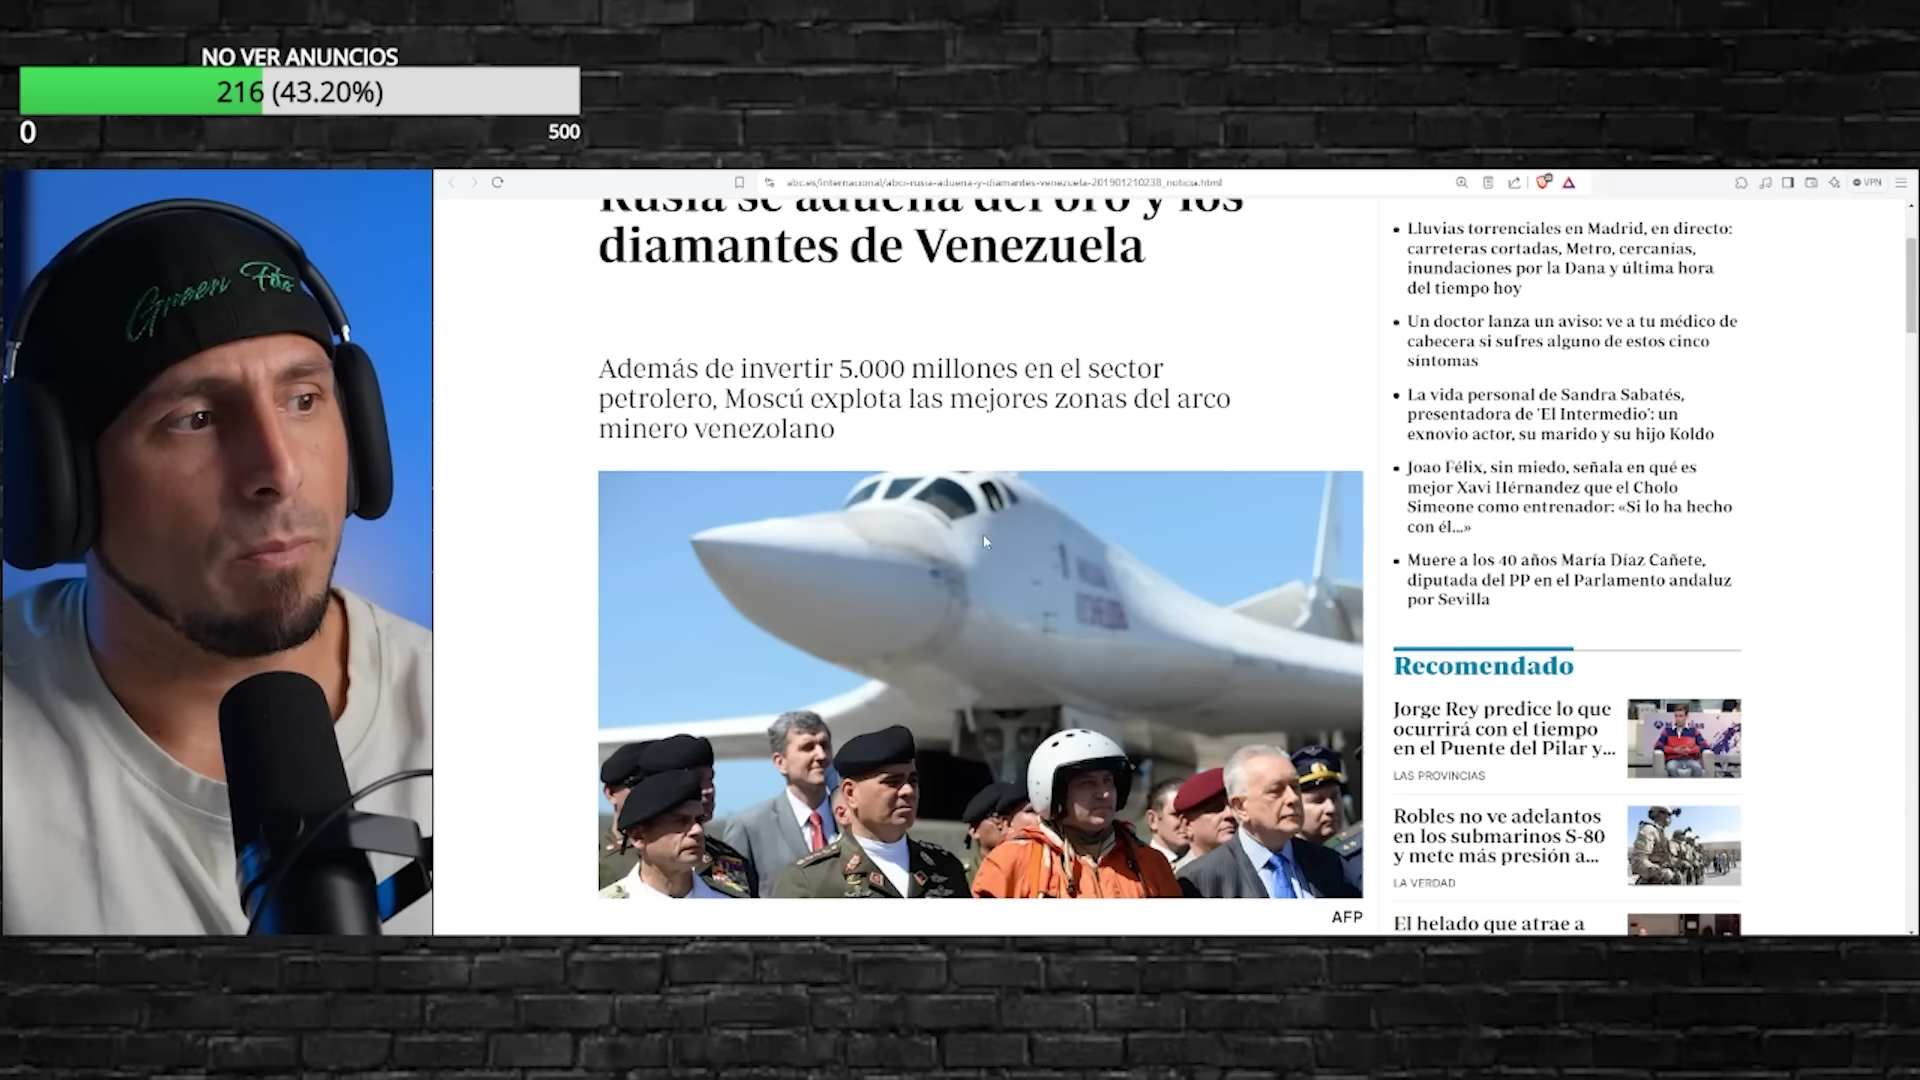 NO VER ANUNCIOS
216 (43.20%)
0
500
Green
abc.es/internacional/abci-rusia-aduena-y-diamantes-venezuela-201901210238_noticia.html
VPN
Rusia se adueña del oro y los
diamantes de Venezuela
Además de invertir 5.000 millones en el sector
petrolero, Moscú explota las mejores zonas del arco
minero venezolano
AFP
Lluvias torrenciales en Madrid, en directo:
carreteras cortadas, Metro, cercanías,
inundaciones por la Dana y última hora
del tiempo hoy
Un doctor lanza un aviso: ve a tu médico de
cabecera si sufres alguno de estos cinco
síntomas
La vida personal de Sandra Sabatés,
presentadora de 'El Intermedio': un
exnovio actor, su marido y su hijo Koldo
Joao Félix, sin miedo, señala en qué es
mejor Xavi Hérnandez que el Cholo
Simeone como entrenador: «Si lo ha hecho
con él...»
Muere a los 40 años María Díaz Cañete,
diputada del PP en el Parlamento andaluz
por Sevilla
Recomendado
Jorge Rey predice lo que
ocurrirá con el tiempo
en el Puente del Pilar y...
LAS PROVINCIAS
Robles no ve adelantos
en los submarinos S-80
y mete más presión a...
LA VERDAD
El helado que atrae a